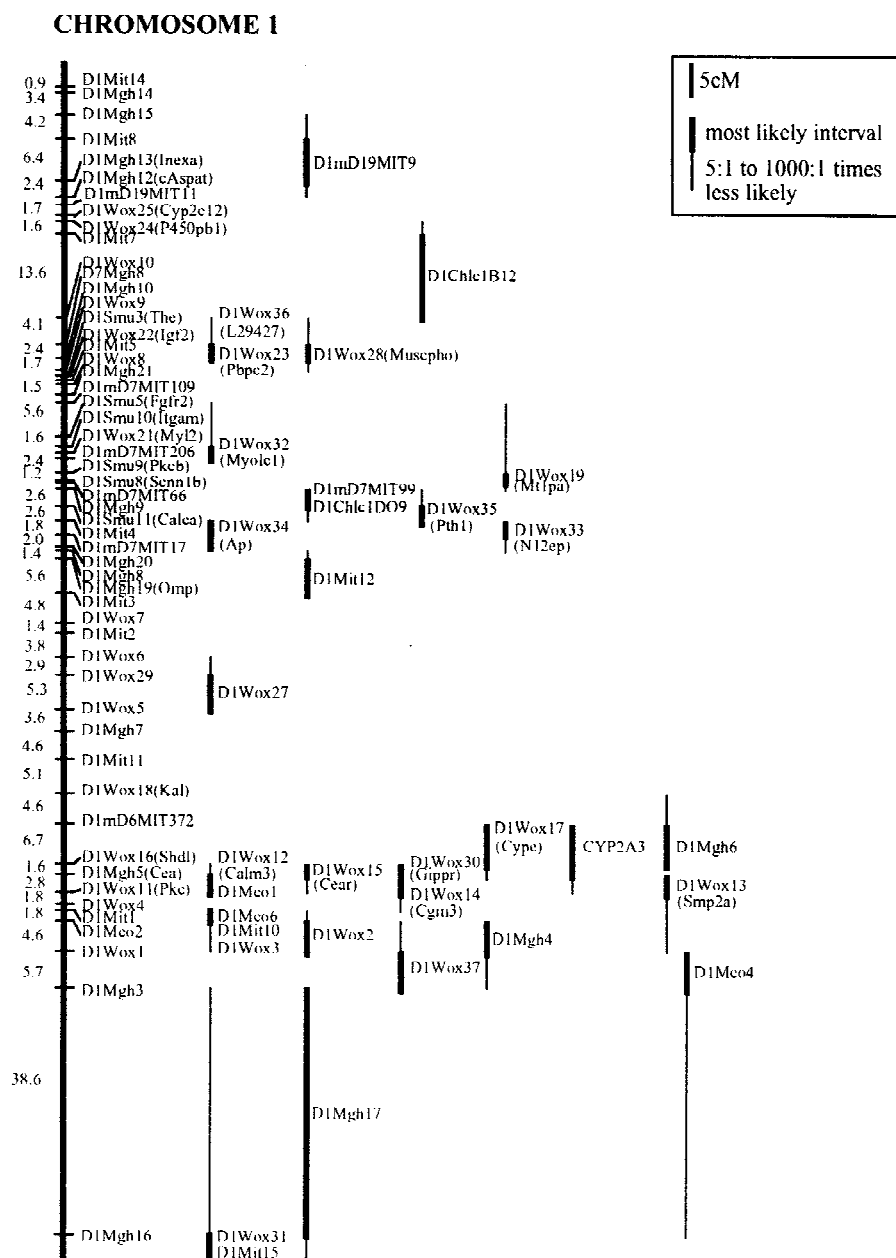 CHROMOSOME 1
5cM
most likely interval
5:1 to 1000:1 times
less likely
0.9
3.4
4.2
6.4
2.4
1.7
1.6
13.6
4.1
2.4
1.7
1.5
5.6
1.6
2.4
1.2
2.6
2.6
1.8
2.0
1.4
5.6
4.8
1.4
3.8
2.9
5.3
3.6
4.6
5.1
4.6
6.7
1.6
2.8
1.8
1.8
4.6
5.7
38.6
D1Mit14
D1Mgh14
D1Mgh15
D1Mit8
D1Mgh13(Inexa)
D1Mgh12(cAspat)
D1mD19MIT11
D1Wox25(Cyp2c12)
D1Wox24(P450pb1)
D1Mit7
D1Wox10
D7Mgh8
D1Mgh10
D1Wox9
D1Smu3(The)
D1Wox22(Igf2)
D1Mit5
D1Wox8
D1Mgh21
D1mD7MIT109
D1Smu5(Fgfr2)
D1Smu10(Itgam)
D1Wox21(Myl2)
D1mD7MIT206
D1Smu9(Pkcb)
D1Smu8(Scnn1b)
D1mD7MIT66
D1Mgh9
D1Smu11(Calca)
D1Mit4
D1mD7MIT17
D1Mgh20
D1Mgh8
D1Mgh19(Omp)
D1Mit3
D1Wox7
D1Mit2
D1Wox6
D1Wox29
D1Wox5
D1Mgh7
D1Mit11
D1Wox18(Kal)
D1mD6MIT372
D1Wox16(Shdl)
D1Mgh5(Cea)
D1Wox11(Pkc)
D1Wox4
D1Mit1
D1Mco2
D1Wox1
D1Mgh3
D1Mgh16
D1mD19MIT9
D1Chlc1B12
D1Wox36
(L29427)
D1Wox23
(Pbpc2)
D1Wox28(Muscpho)
D1Wox32
(Myolc1)
D1Wox19
(Mt1pa)
D1mD7MIT99
D1Chlc1DO9
D1Wox35
(Pth1)
D1Wox34
(Ap)
D1Wox33
(N12ep)
D1Mit12
D1Wox27
D1Wox12
(Calm3)
D1Mco1
D1Wox15
(Cear)
D1Wox30
(Gippr)
D1Wox14
(Cgm3)
D1Wox17
(Cype)
CYP2A3
D1Mgh6
D1Wox13
(Smp2a)
D1Mco6
D1Mit10
D1Wox3
D1Wox2
D1Wox37
D1Mgh4
D1Mco4
D1Mgh17
D1Wox31
D1Mit15